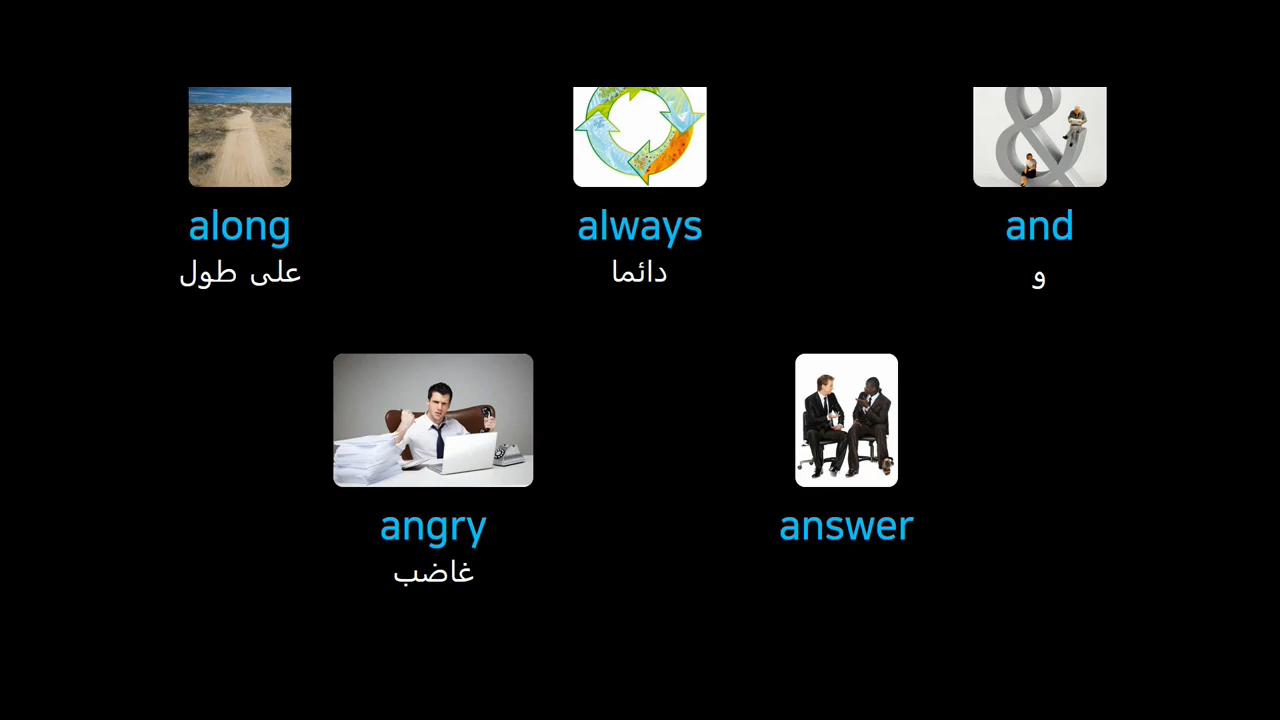 along
على طول
always
دائما
and
و
angry
غاضب
answer